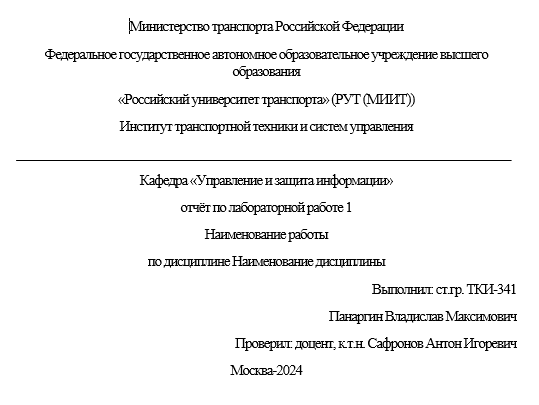 Министерство транспорта Российской Федерации
Федеральное государственное автономное образовательное учреждение высшего
образования
«Российский университет транспорта» (РУТ (МИИТ))
Институт транспортной техники и систем управления
Кафедра «Управление и защита информации»
отчёт по лабораторной работе 1
Наименование работы
по дисциплине Наименование дисциплины
Выполнил: ст.гр. ТКИ-341
Панаргин Владислав Максимович
Проверил: доцент, к.т.н. Сафронов Антон Игоревич
Москва-2024